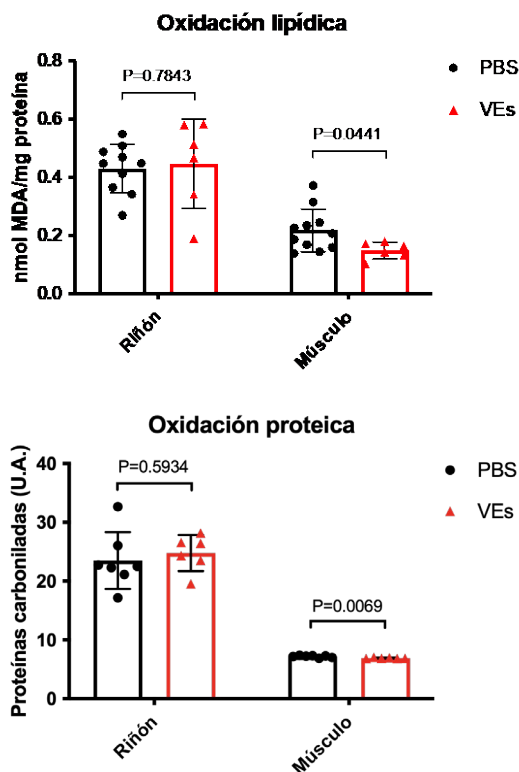 Oxidación lipídica
nmol MDA/mg proteína
0.8
0.6
0.4
0.2
0.0
P=0.7843
P=0.0441
PBS
VEs
RIñón
Músculo
Oxidación proteica
Proteínas carboniladas (U.A.)
40
30
20
10
0
P=0.5934
P=0.0069
PBS
VEs
Riñón
Músculo